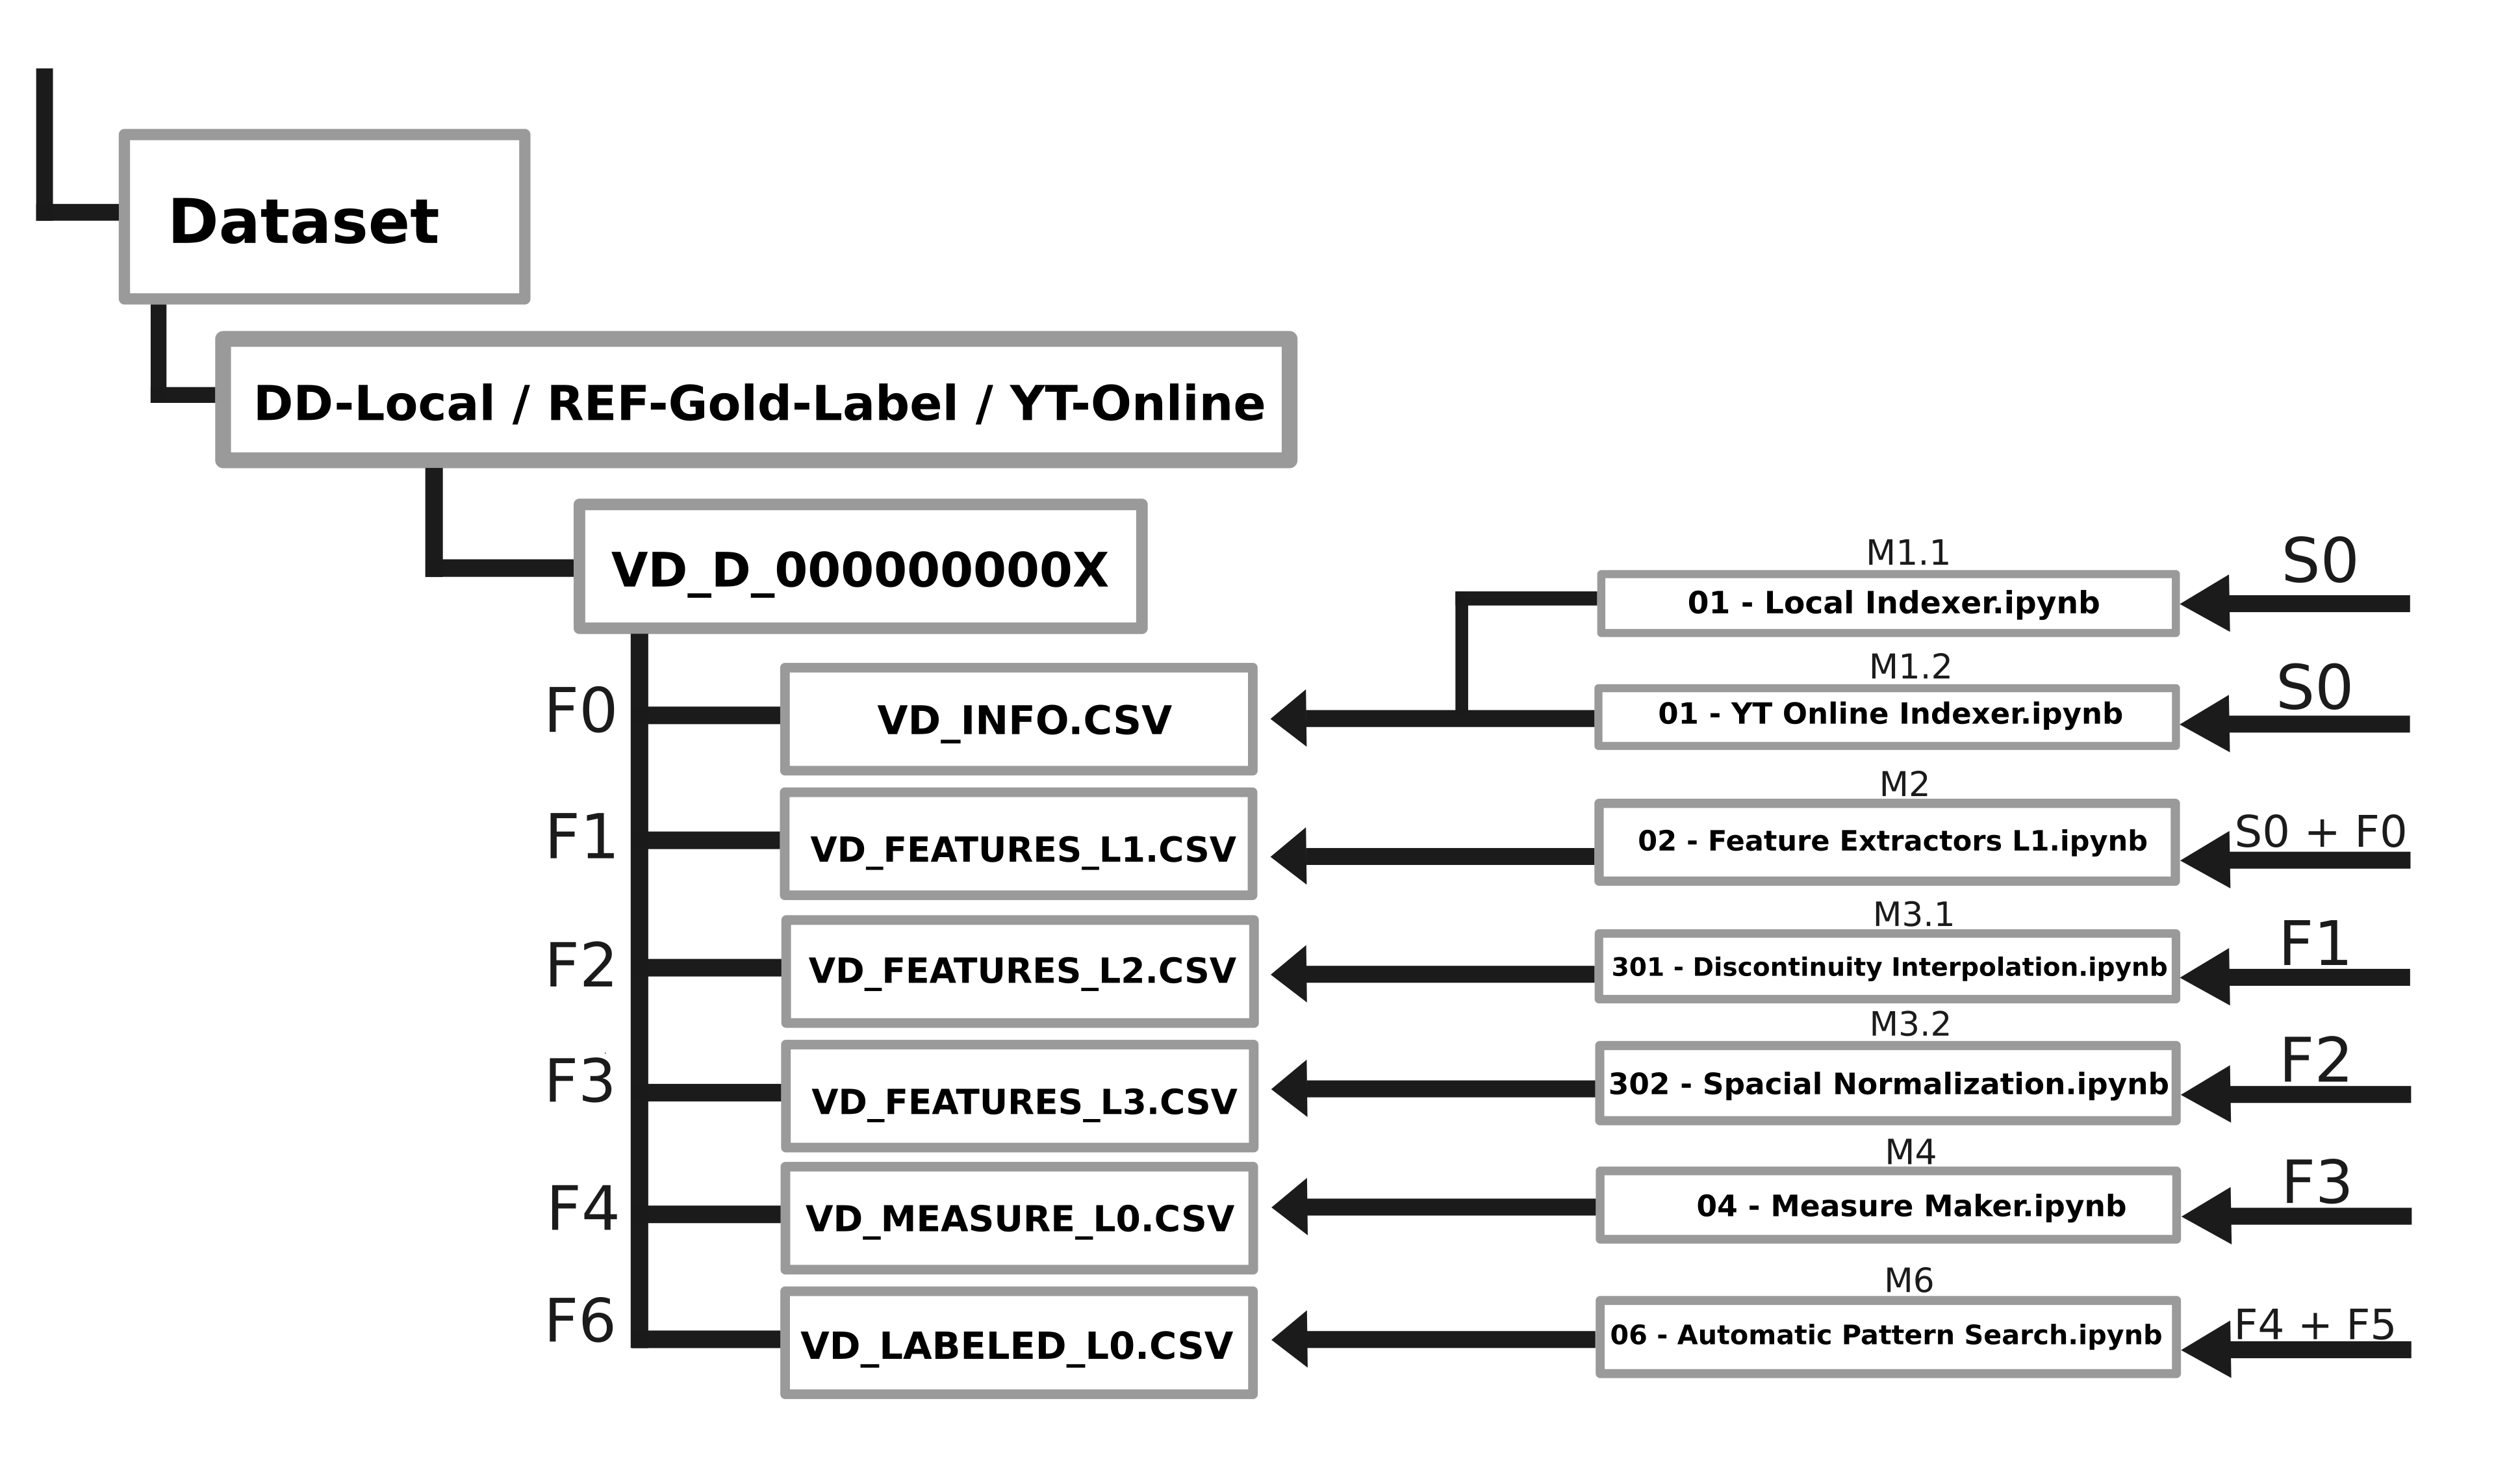 Dataset
DD-Local / REF-Gold-Label / YT-Online
VD_D_000000000X
M1.1
01 - Local Indexer.ipynb
S0
F0
VD_INFO.CSV
M1.2
01 - YT Online Indexer.ipynb
S0
F1
VD_FEATURES_L1.CSV
M2
02 - Feature Extractors L1.ipynb
S0 + F0
F2
VD_FEATURES_L2.CSV
M3.1
301 - Discontinuity Interpolation.ipynb
F1
F3
VD_FEATURES_L3.CSV
M3.2
302 - Spacial Normalization.ipynb
F2
F4
VD_MEASURE_L0.CSV
M4
04 - Measure Maker.ipynb
F3
F6
VD_LABELED_L0.CSV
M6
06 - Automatic Pattern Search.ipynb
F4 + F5